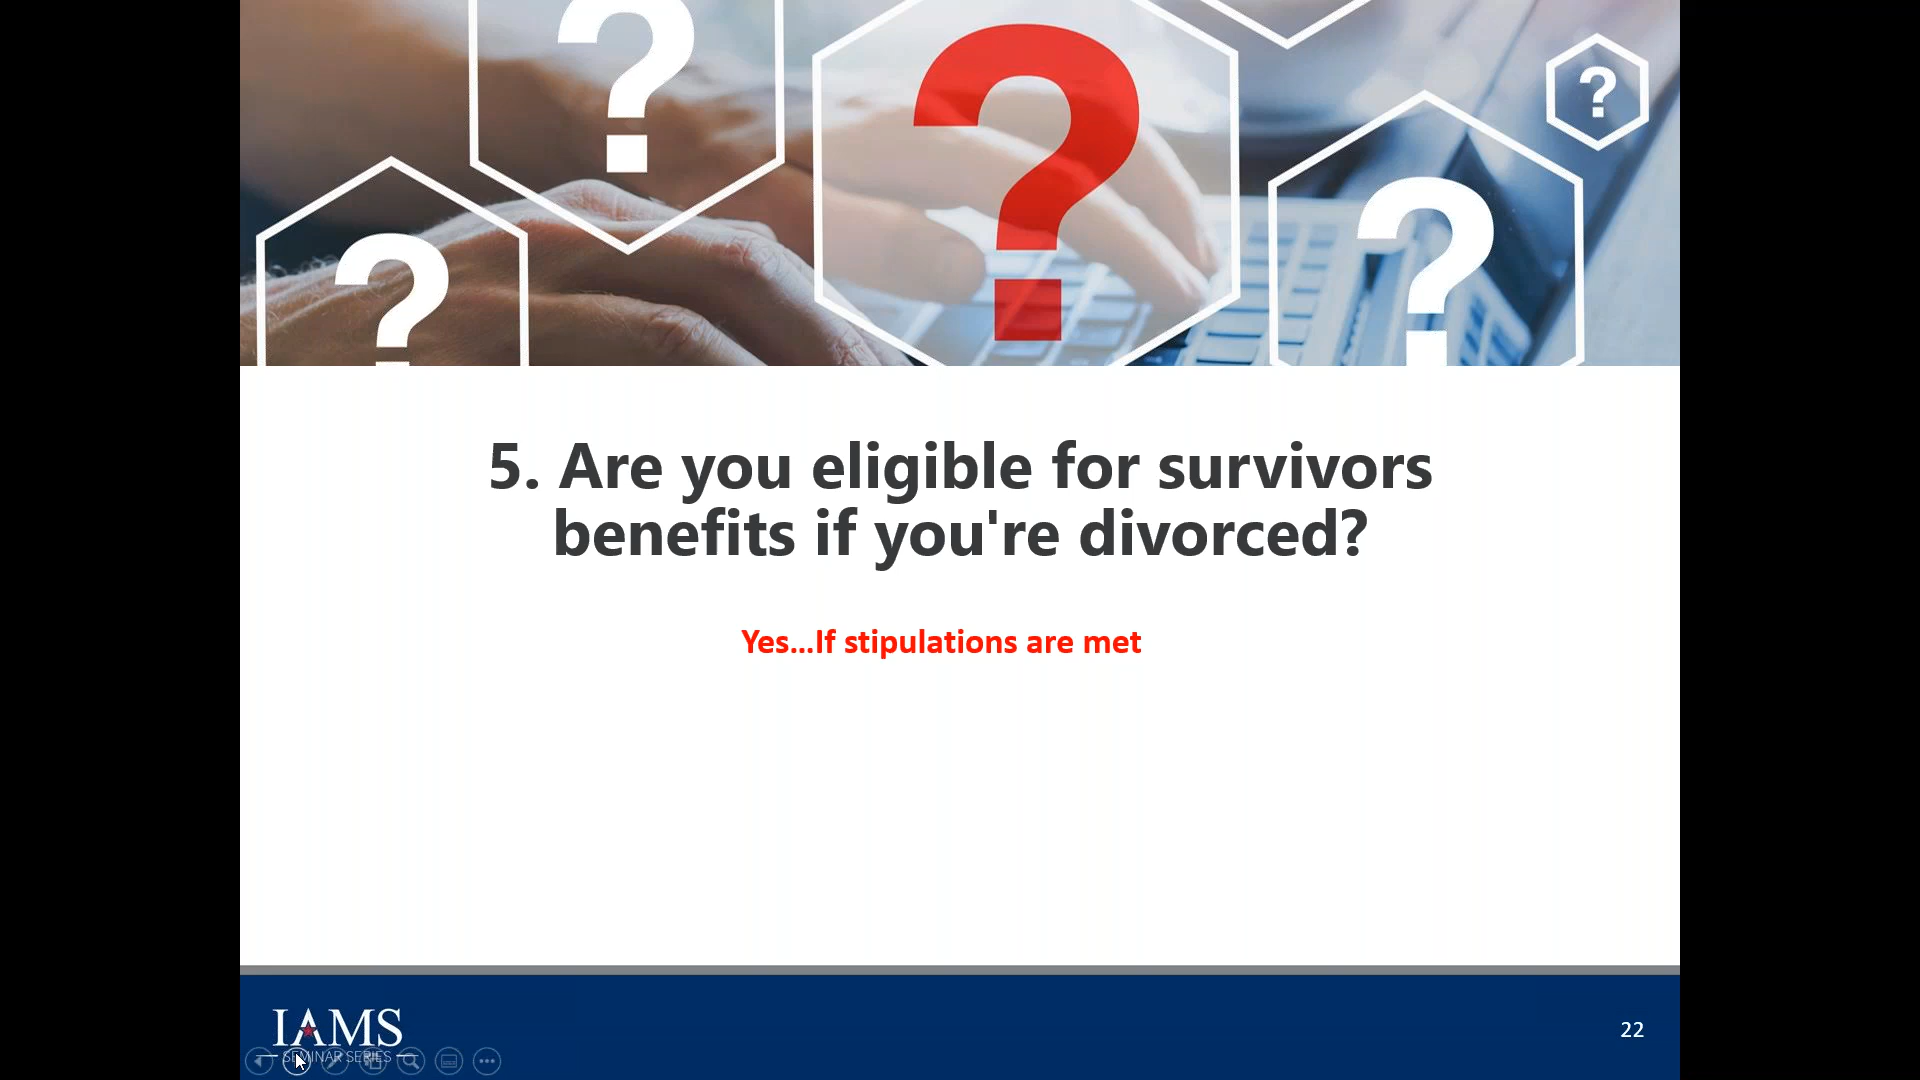 ?
?
?
?
?
5. Are you eligible for survivors
benefits if you're divorced?
Yes...If stipulations are met
IAMS
SEMINAR SERIES
22